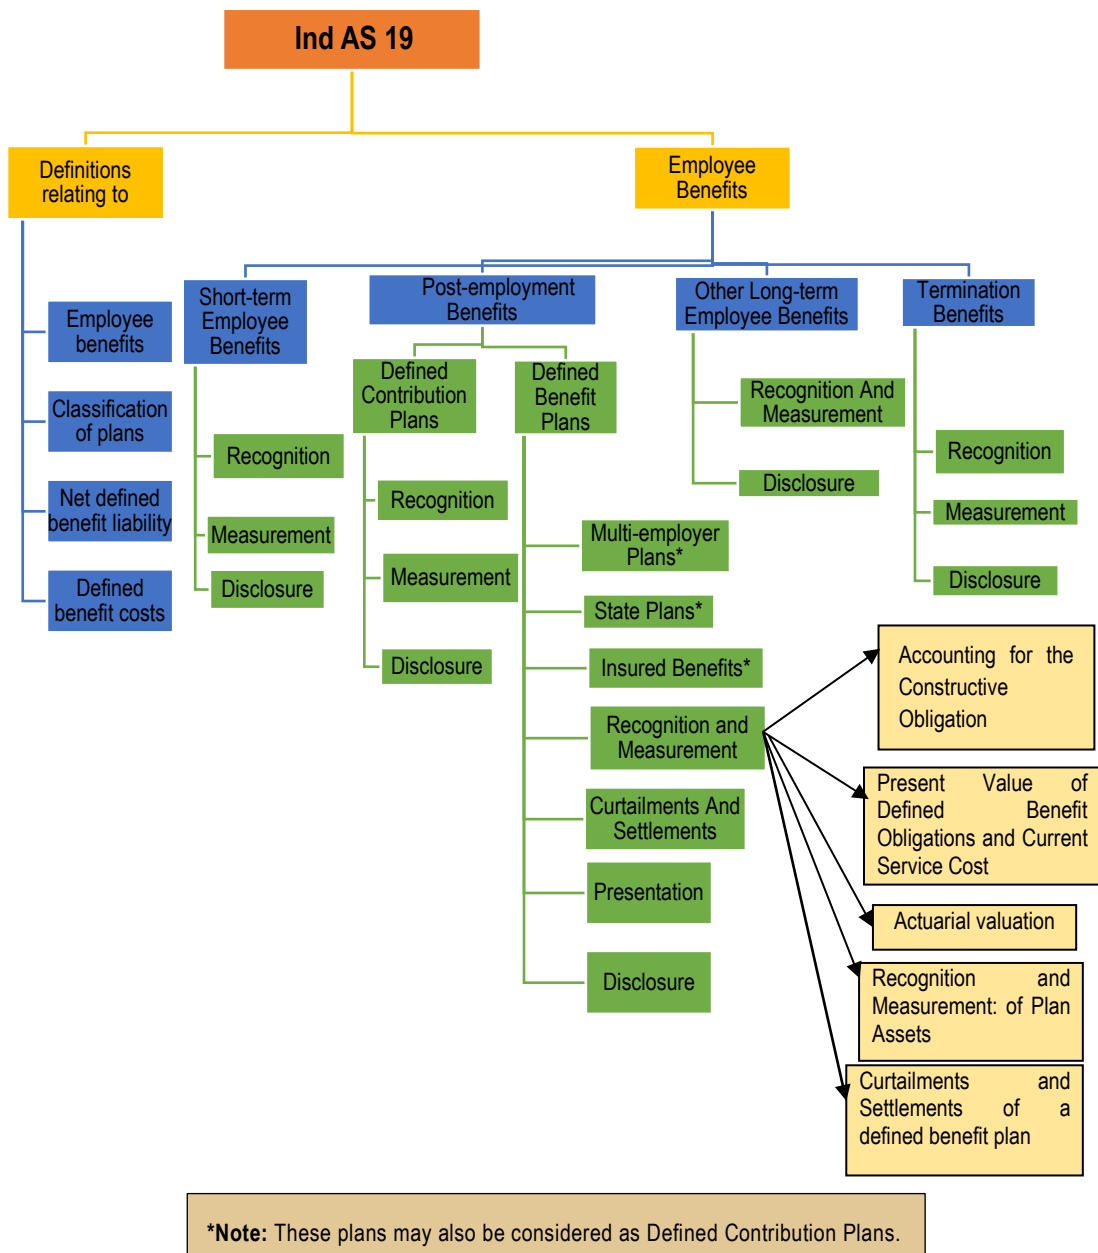 Ind AS 19
Definitions
relating to
Employee
Benefits
Employee
benefits
Classification
of plans
Net defined
benefit liability
Defined
benefit costs
Short-term
Employee
Benefits
Recognition
Measurement
Disclosure
Post-employment
Benefits
Defined
Contribution
Plans
Recognition
Measurement
Disclosure
Defined
Benefit
Plans
Multi-employer
Plans*
State Plans*
Insured Benefits*
Recognition and
Measurement
Curtailments And
Settlements
Presentation
Disclosure
Other Long-term
Employee Benefits
Recognition And
Measurement
Disclosure
Termination
Benefits
Recognition
Measurement
Disclosure
Accounting for the
Constructive
Obligation
Present Value of
Defined Benefit
Obligations and Current
Service Cost
Actuarial valuation
Recognition and
Measurement: of Plan
Assets
Curtailments and
Settlements of a
defined benefit plan
*Note: These plans may also be considered as Defined Contribution Plans.